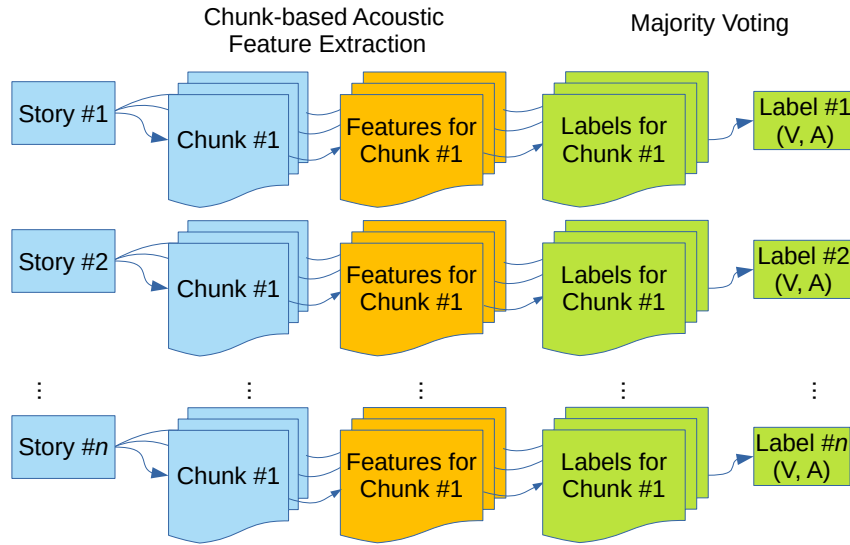 Chunk-based Acoustic
Feature Extraction
Majority Voting
Story #1
Chunk #1
Features for
Chunk #1
Labels for
Chunk #1
Label #1
(V, A)
Story #2
Chunk #1
Features for
Chunk #1
Labels for
Chunk #1
Label #2
(V, A)
⋮ ⋮ ⋮ ⋮ ⋮
Story #n
Chunk #1
Features for
Chunk #1
Labels for
Chunk #1
Label #n
(V, A)